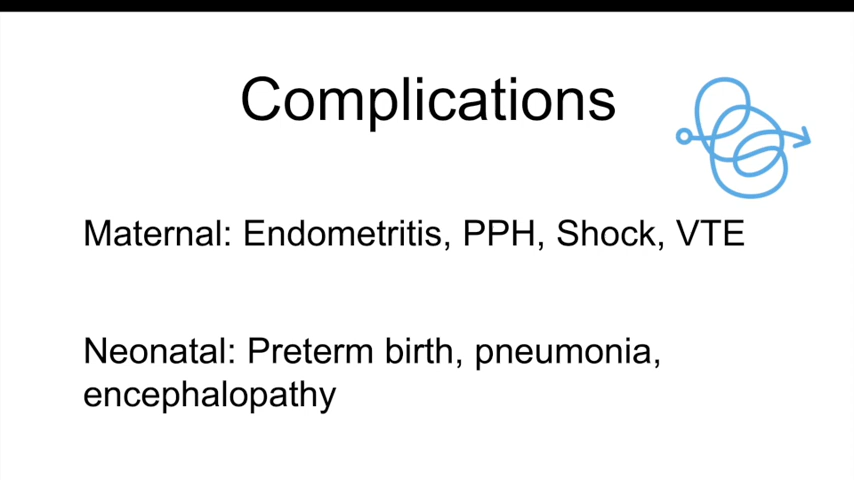 Complications
Maternal: Endometritis, PPH, Shock, VTE
Neonatal: Preterm birth, pneumonia,
encephalopathy